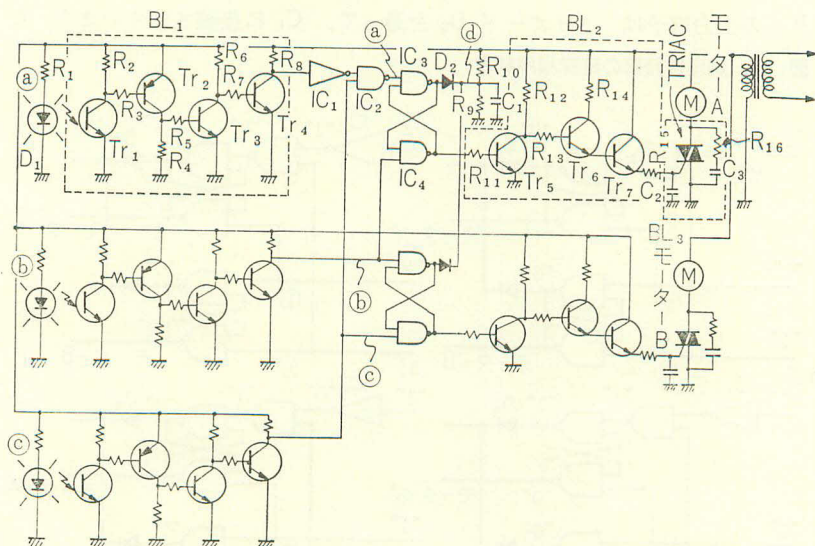 BL₁
BL₂
ⓐ
R₁
D₁
R₂
R₃
Tr₁
Tr₂
R₅
R₄
R₆
R₇
Tr₃
R₈
Tr₄
IC₁
IC₂
ⓐ
IC₃
D₂
ⓓ
R₁₀
R₉
C₁
IC₄
R₁₁
R₁₂
R₁₃
Tr₅
R₁₄
Tr₆
Tr₇
C₂
R₁₅
TRIAC
モーター A
M
R₁₆
C₃
BL₃
ⓑ
ⓑ
ⓒ
モーター B
M
ⓒ